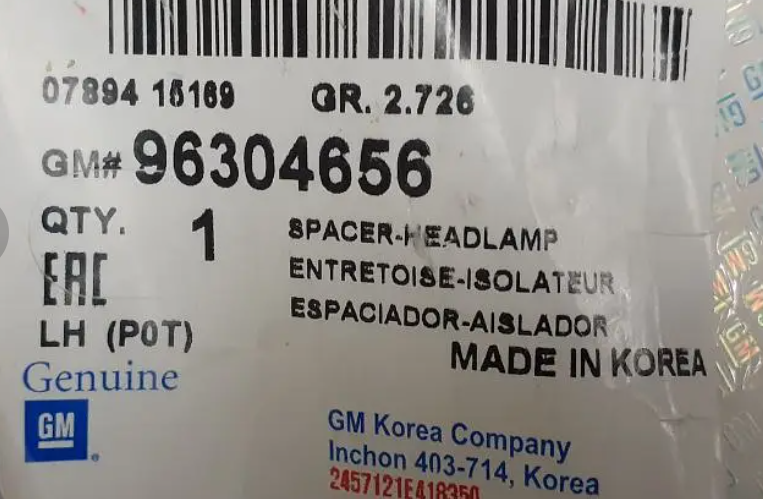 07894 15169 GR. 2.726
GM# 96304656
QTY. 1 SPACER-HEADLAMP
ENTRETOISE-ISOLATEUR
EAC
ESPACIADOR-AISLADOR
LH (POT)
MADE IN KOREA
Genuine
GM
GM Korea Company
Inchon 403-714, Korea
2457121E418350